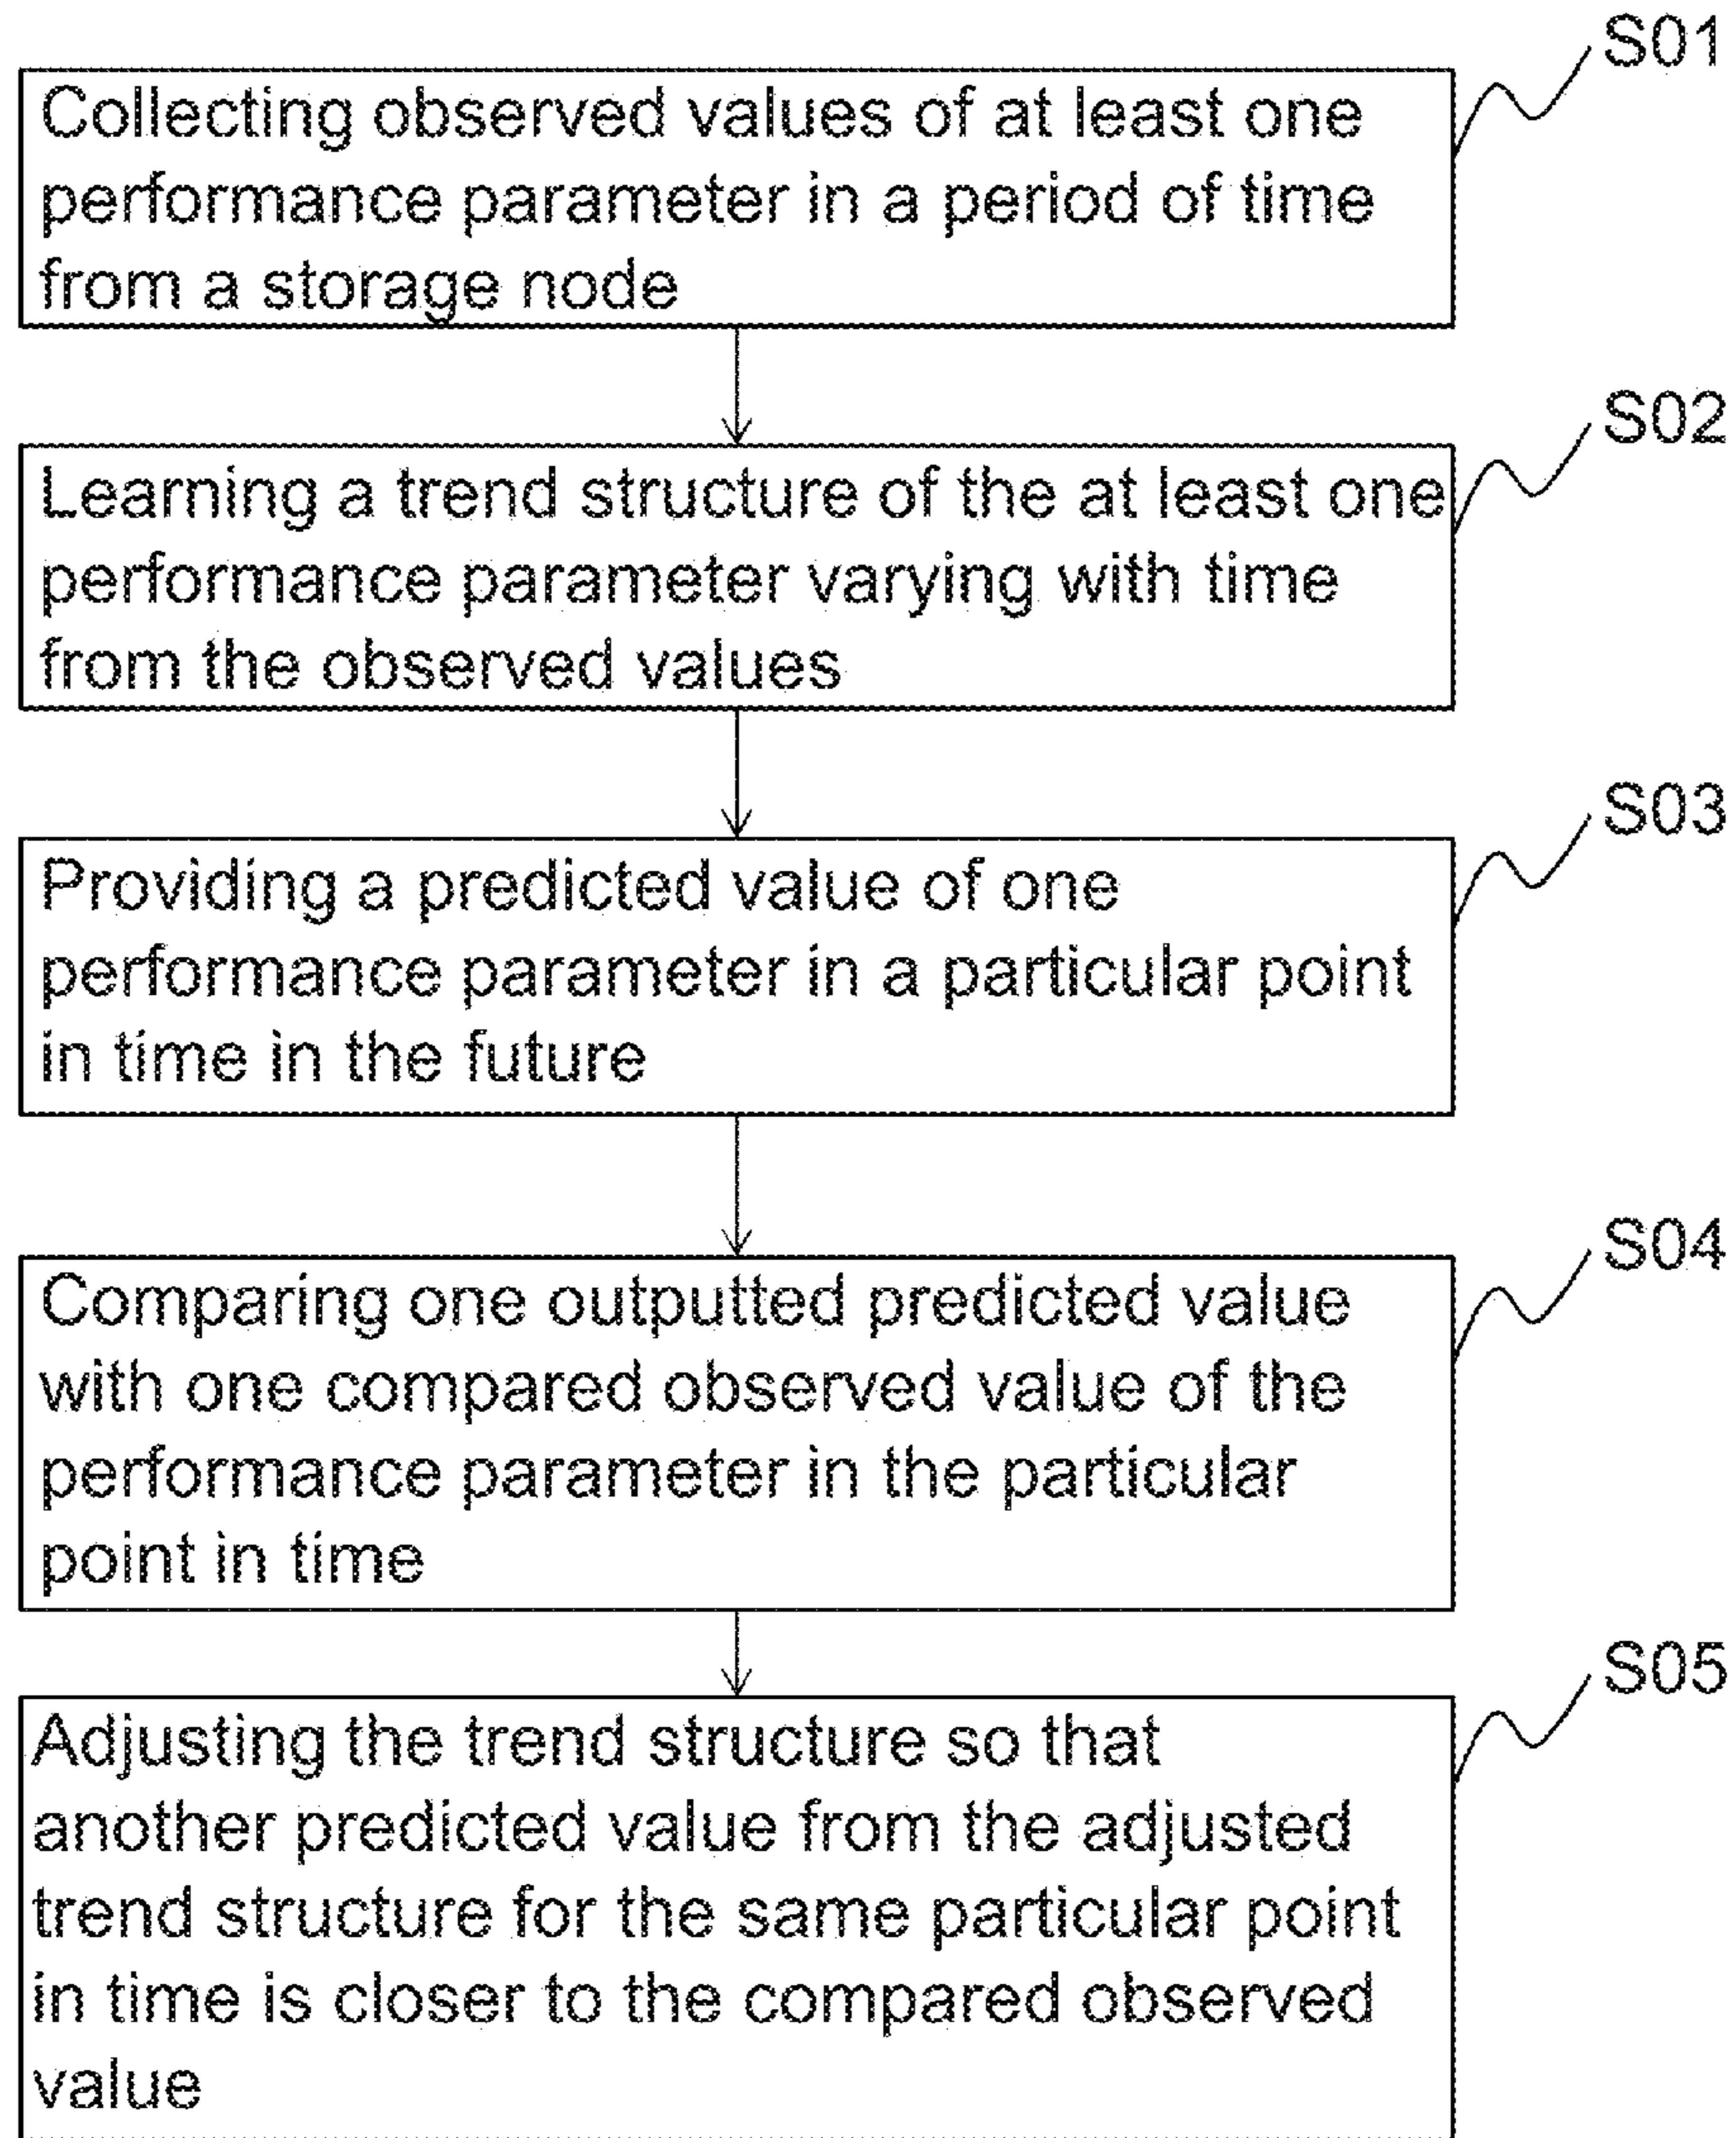 S01
Collecting observed values of at least one
performance parameter in a period of time
from a storage node
S02
Learning a trend structure of the at least one
performance parameter varying with time
from the observed values
S03
Providing a predicted value of one
performance parameter in a particular point
in time in the future
S04
Comparing one outputted predicted value
with one compared observed value of the
performance parameter in the particular
point in time
S05
Adjusting the trend structure so that
another predicted value from the adjusted
trend structure for the same particular point
in time is closer to the compared observed
value